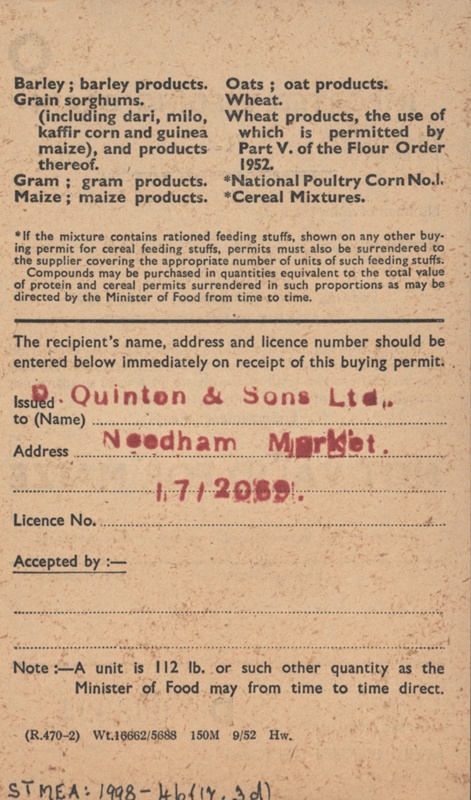 Barley ; barley products.
Grain sorghums.
(including dari, milo,
kaffir corn and guinea
maize), and products
thereof.
Gram ; gram products.
Maize ; maize products.
Oats ; oat products.
Wheat.
Wheat products, the use of
which is permitted by
Part V. of the Flour Order
1952.
*National Poultry Corn No.1.
*Cereal Mixtures.
*If the mixture contains rationed feeding stuffs, shown on any other buy-
ing permit for cereal feeding stuffs, permits must also be surrendered to
the supplier covering the appropriate number of units of such feeding stuffs.
Compounds may be purchased in quantities equivalent to the total value
of protein and cereal permits surrendered in such proportions as may be
directed by the Minister of Food from time to time.
The recipient's name, address and licence number should be
entered below immediately on receipt of this buying permit.
Issued D. Quinton & Sons Ltd.
to (Name)
Address Needham Market.
17/2069.
Licence No.
Accepted by :—
Note :—A unit is 112 lb. or such other quantity as the
Minister of Food may from time to time direct.
(R.470-2) Wt.16662/5688 150M 9/52 Hw.
STMEA: 1998-46(17.3d)